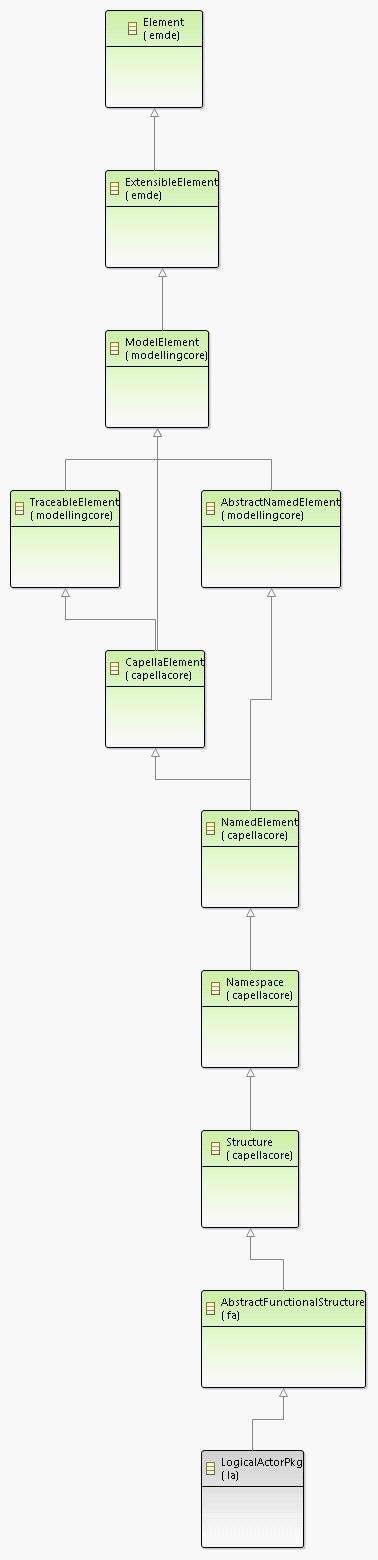 Element
( emde)
ExtensibleElement
( emde)
ModelElement
( modellingcore)
TraceableElement
( modellingcore)
AbstractNamedElement
( modellingcore)
CapellaElement
( capellacore)
NamedElement
( capellacore)
Namespace
( capellacore)
Structure
( capellacore)
AbstractFunctionalStructure
( fa)
LogicalActorPkg
( la)